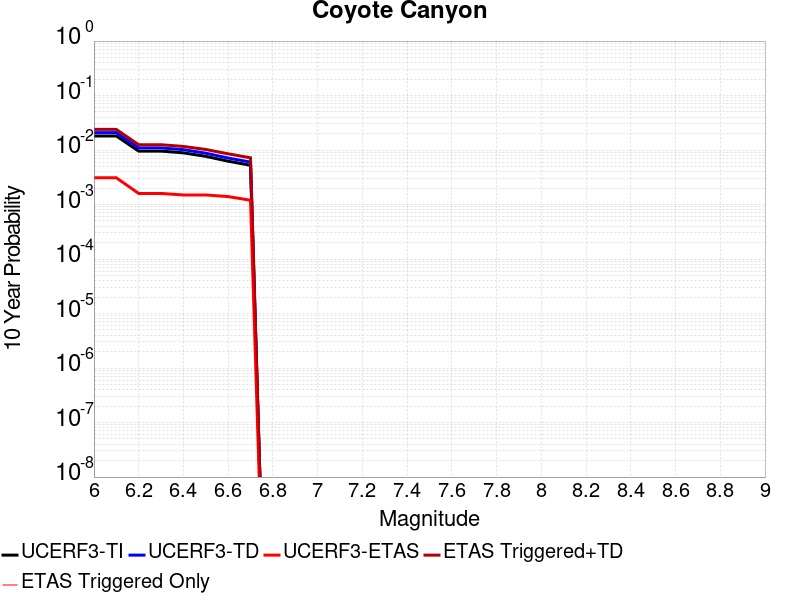 Coyote Canyon
10 0
10 -1
10 -2
10 -3
10 -4
10 -5
10 -6
10 -7
10 -8
10 Year Probability
6 6.2 6.4 6.6 6.8 7 7.2 7.4 7.6 7.8 8 8.2 8.4 8.6 8.8 9
Magnitude
UCERF3-TI UCERF3-TD UCERF3-ETAS ETAS Triggered+TD
ETAS Triggered Only